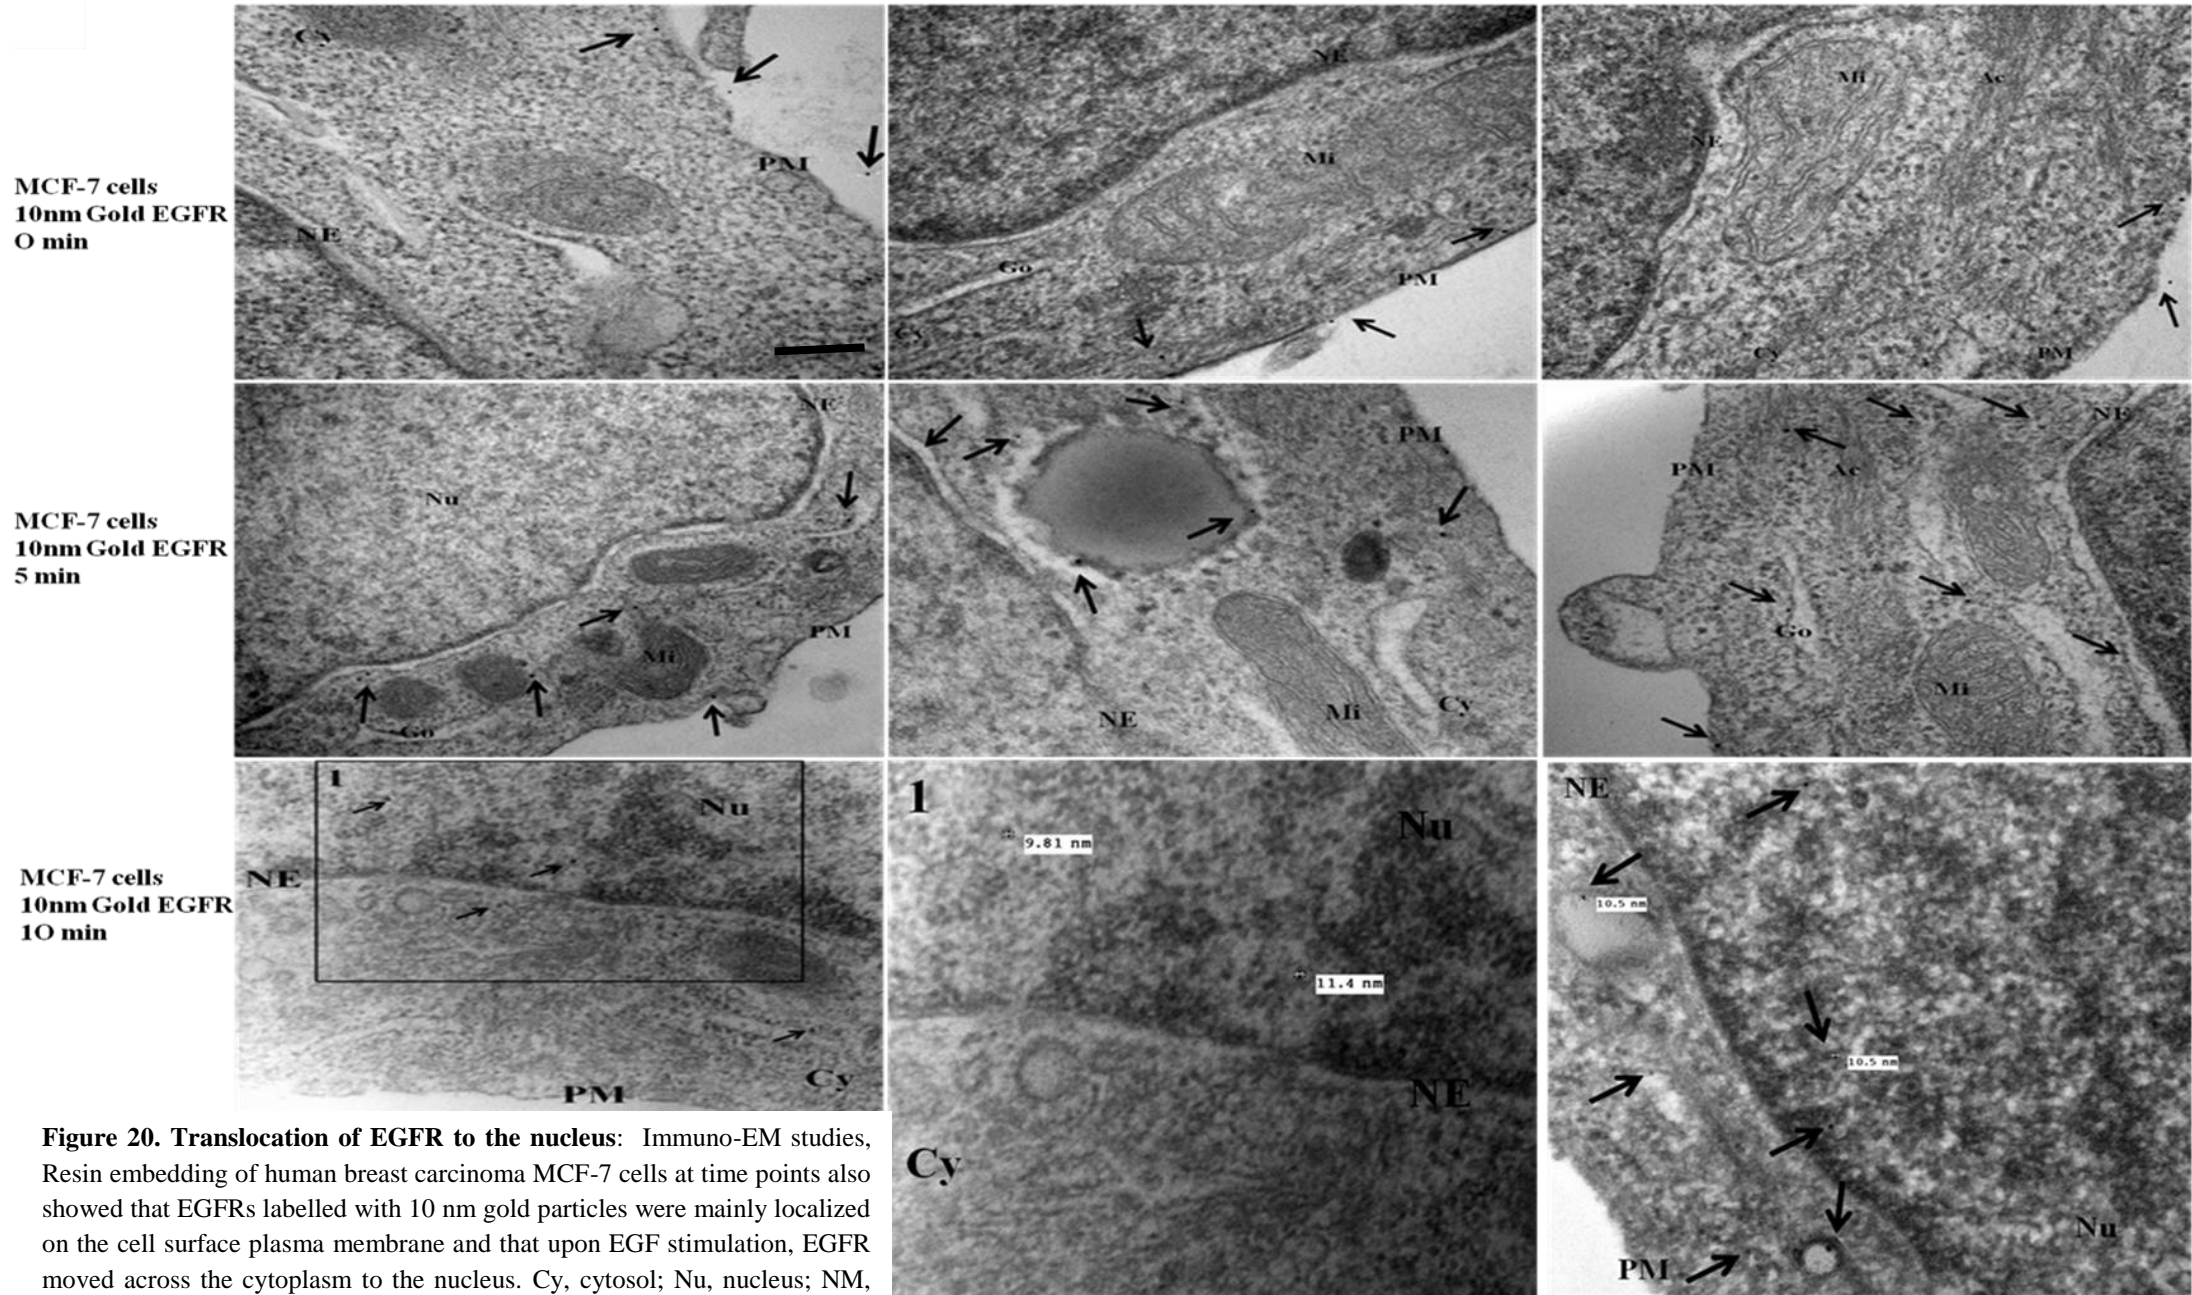 MCF-7 cells
10nm Gold EGFR
O min
Cy
NE
PM
NE
Mi
Go
PM
Cy
Mi
Ac
NE
Cy
PM
MCF-7 cells
10nm Gold EGFR
5 min
NE
Nu
PM
Mi
Go
PM
NE
Mi
Cy
NE
PM
Ac
Go
Mi
MCF-7 cells
10nm Gold EGFR
1O min
1
Nu
NE
Cy
PM
1
Nu
9.81 nm
11.4 nm
NE
Cy
NE
10.5 nm
10.5 nm
Nu
PM
Figure 20. Translocation of EGFR to the nucleus: Immuno-EM studies,
Resin embedding of human breast carcinoma MCF-7 cells at time points also
showed that EGFRs labelled with 10 nm gold particles were mainly localized
on the cell surface plasma membrane and that upon EGF stimulation, EGFR
moved across the cytoplasm to the nucleus. Cy, cytosol; Nu, nucleus; NM,